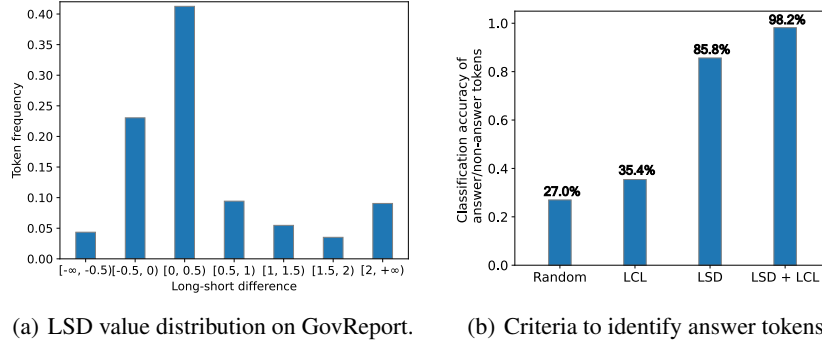 0.40
0.35
0.30
0.25
0.20
0.15
0.10
0.05
0.00
Token frequency
[-∞, -0.5) [-0.5, 0) [0, 0.5) [0.5, 1) [1, 1.5) [1.5, 2) [2, +∞)
Long-short difference
(a) LSD value distribution on GovReport.
1.0
0.8
0.6
0.4
0.2
0.0
Classification accuracy of
answer/non-answer tokens
27.0%
35.4%
85.8%
98.2%
Random LCL LSD LSD + LCL
(b) Criteria to identify answer tokens